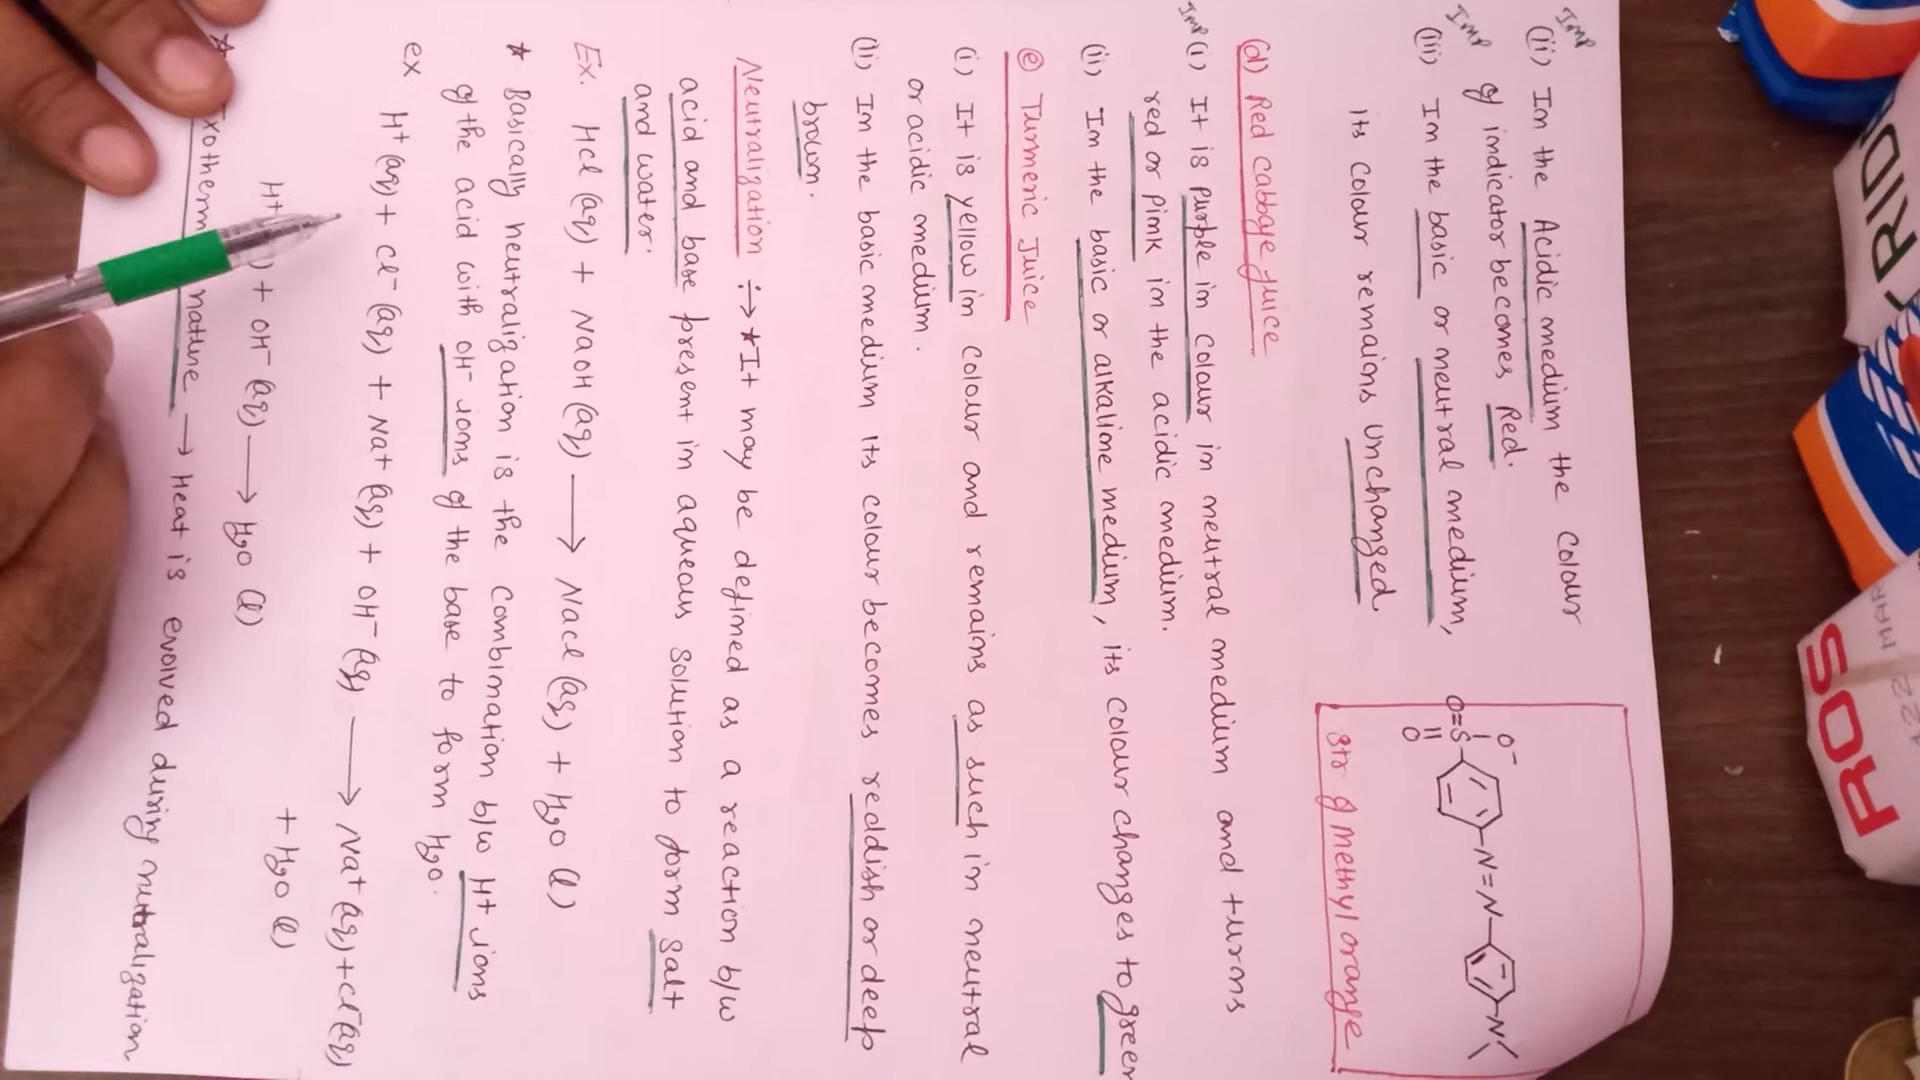 Imp
(ii) In the Acidic medium the colour
of indicator becomes Red.
Imp
(iii) In the basic or neutral medium,
its colour remains unchanged.
O⁻
O=S
O
N=N
N
str of methyl orange
(d) Red cabbage juice
Imp (i) It is purple in colour in neutral medium and turns
red or pink in the acidic medium.
(ii) In the basic or alkaline medium, its colour changes to green
(e) Turmeric Juice
(i) It is yellow in colour and remains as such in neutral
or acidic medium.
(ii) In the basic medium its colour becomes reddish or deep
brown.
Neutralization ÷→ *It may be defined as a reaction b/w
acid and base present in aqueous solution to form salt
and water.
Ex. HCl (aq) + NaOH (aq) ⟶ NaCl (aq) + H₂O (l)
* Basically neutralization is the combination b/w H+ ions
of the acid with OH⁻ ions of the base to form H₂O.
ex H+ (aq) + Cl⁻ (aq) + Na+ (aq) + OH⁻ (aq) ⟶ Na+ (aq) + Cl⁻ (aq)
+ H₂O (l)
H+ ) + OH⁻ (aq) ⟶ H₂O (l)
* nature → Heat is evolved during neutralization
ROS